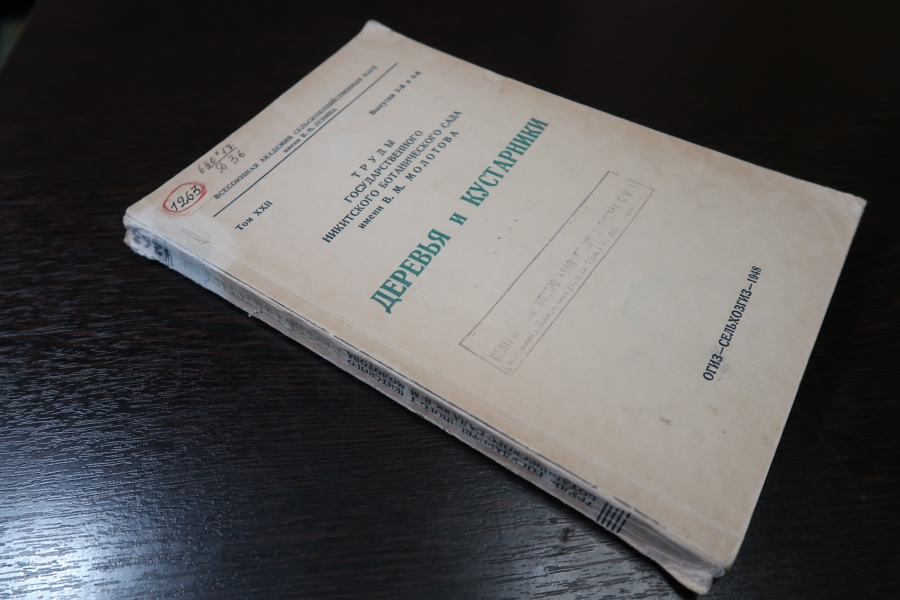 1263
ВСЕСОЮЗНАЯ АКАДЕМИЯ СЕЛЬСКОХОЗЯЙСТВЕННЫХ НАУК
имени В. И. ЛЕНИНА
Том XXII
Выпуски 3-й и 4-й
ТРУДЫ
ГОСУДАРСТВЕННОГО
НИКИТСКОГО БОТАНИЧЕСКОГО САДА
имени В. М. МОЛОТОВА
ДЕРЕВЬЯ и КУСТАРНИКИ
ОГИЗ—СЕЛЬХОЗГИЗ—1948